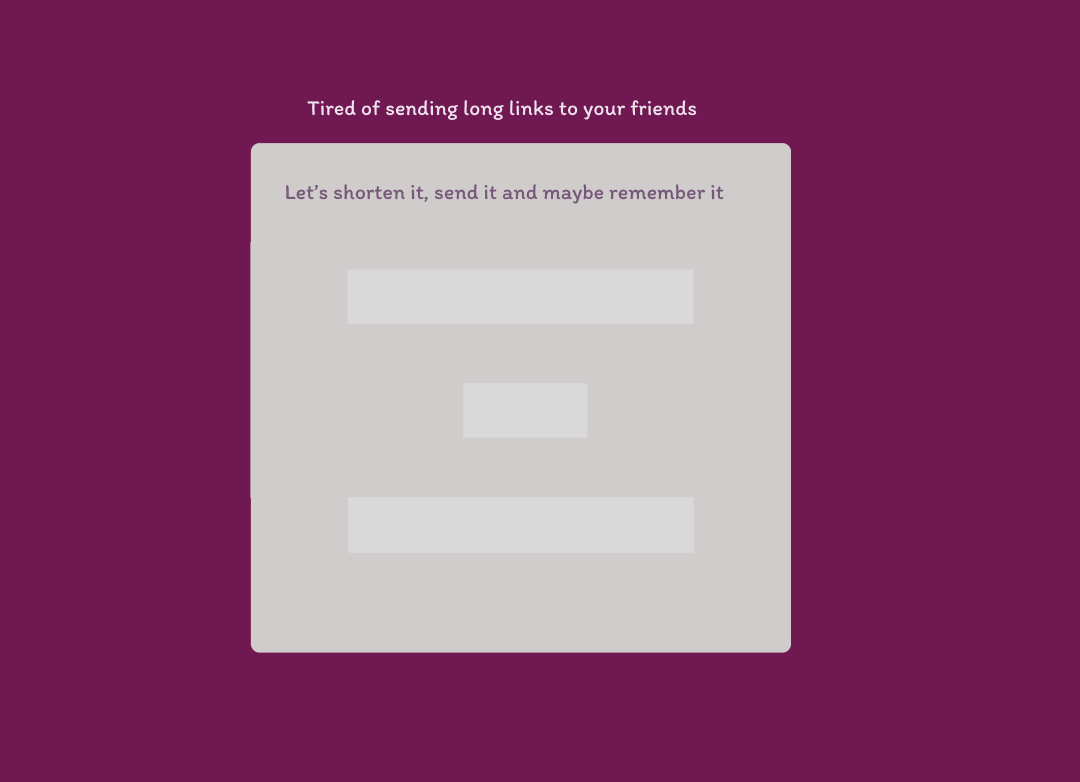 Tired of sending long links to your friends
Let’s shorten it, send it and maybe remember it